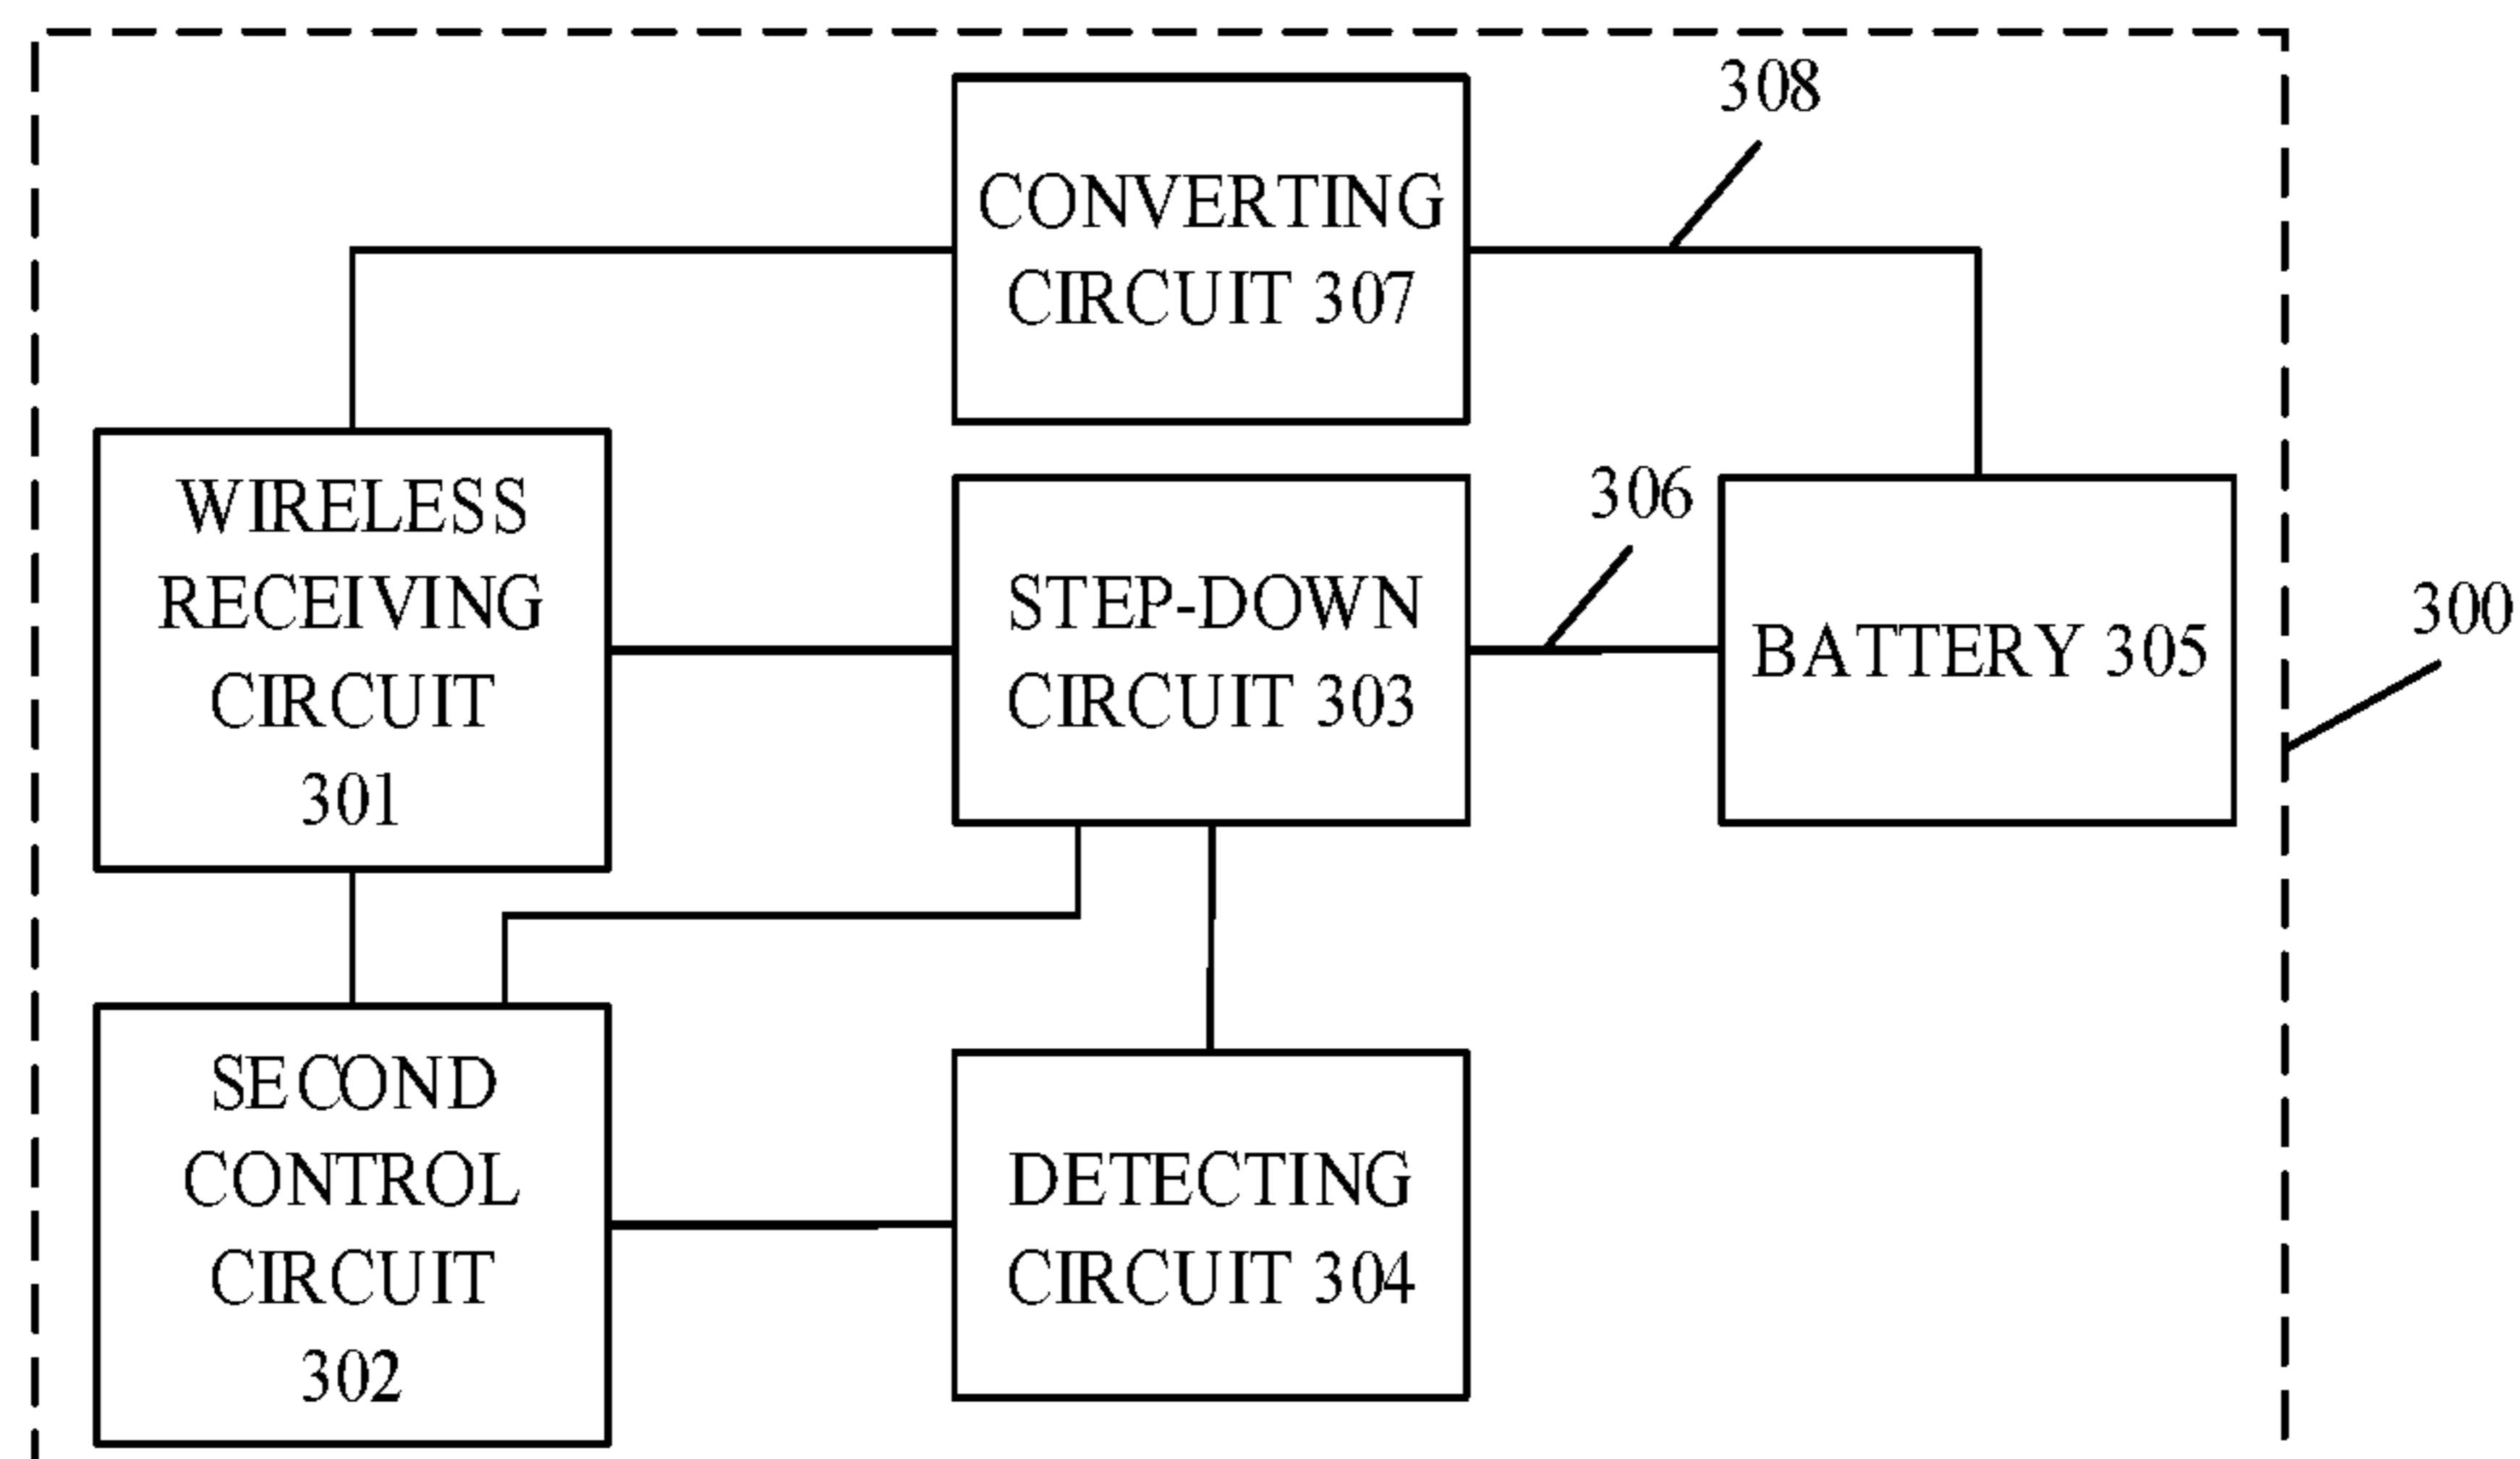 308
CONVERTING
CIRCUIT 307
WIRELESS
RECEIVING
CIRCUIT
301
STEP-DOWN
CIRCUIT 303
306
BATTERY 305
300
SECOND
CONTROL
CIRCUIT
302
DETECTING
CIRCUIT 304